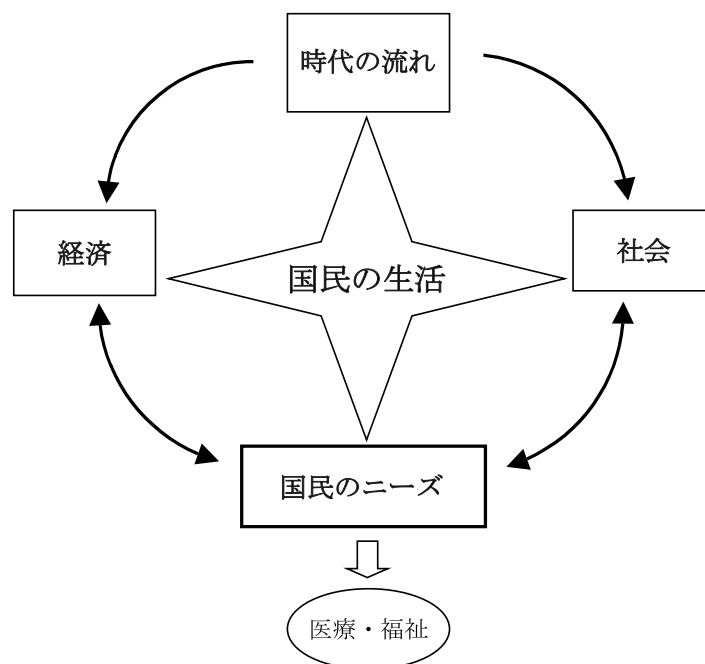 時代の流れ
経済
社会
国民の生活
国民のニーズ
医療・福祉